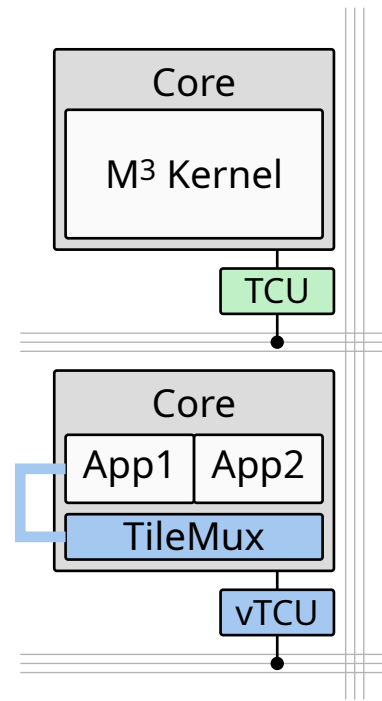 Core
M³ Kernel
TCU
Core
App1 App2
TileMux
vTCU